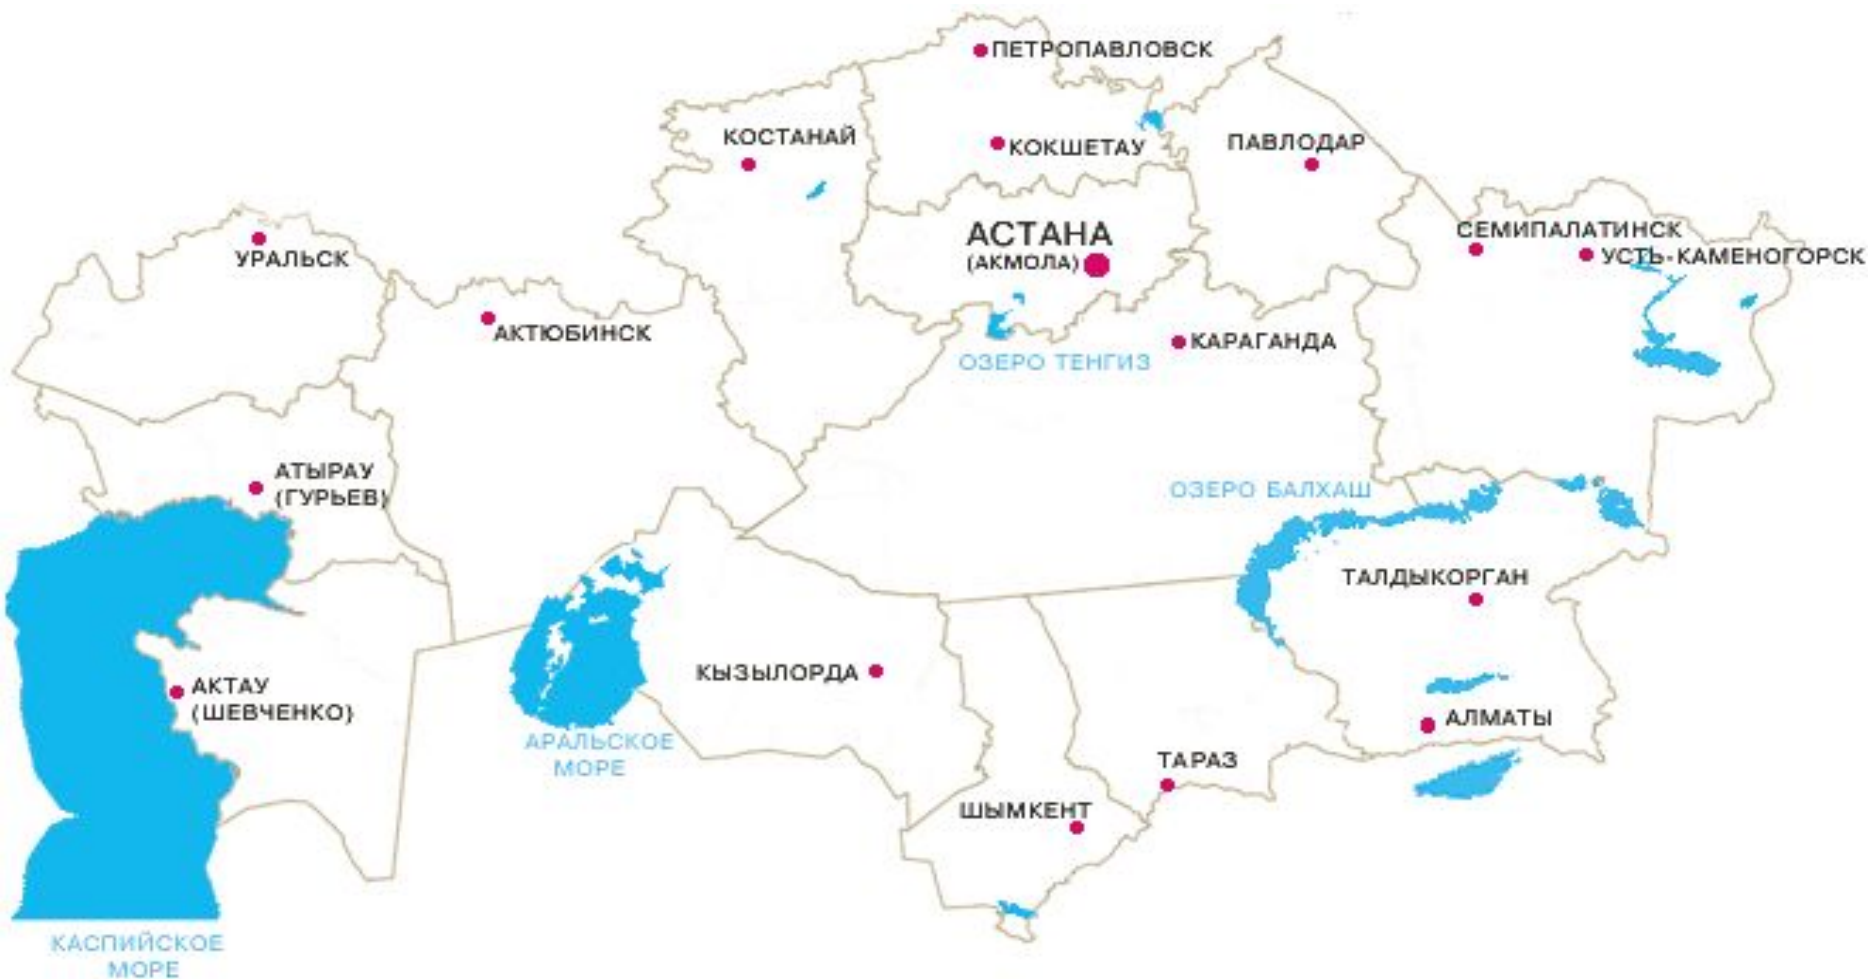 ПЕТРОПАВЛОВСК
КОСТАНАЙ
КОКШЕТАУ
ПАВЛОДАР
АСТАНА
(АКМОЛА)
СЕМИПАЛАТИНСК
УСТЬ-КАМЕНОГОРСК
УРАЛЬСК
АКТЮБИНСК
КАРАГАНДА
ОЗЕРО ТЕНГИЗ
АТЫРАУ
(ГУРЬЕВ)
ОЗЕРО БАЛХАШ
ТАЛДЫКОРГАН
КЫЗЫЛОРДА
АКТАУ
(ШЕВЧЕНКО)
АЛМАТЫ
АРАЛЬСКОЕ
МОРЕ
ТАРАЗ
ШЫМКЕНТ
КАСПИЙСКОЕ
МОРЕ